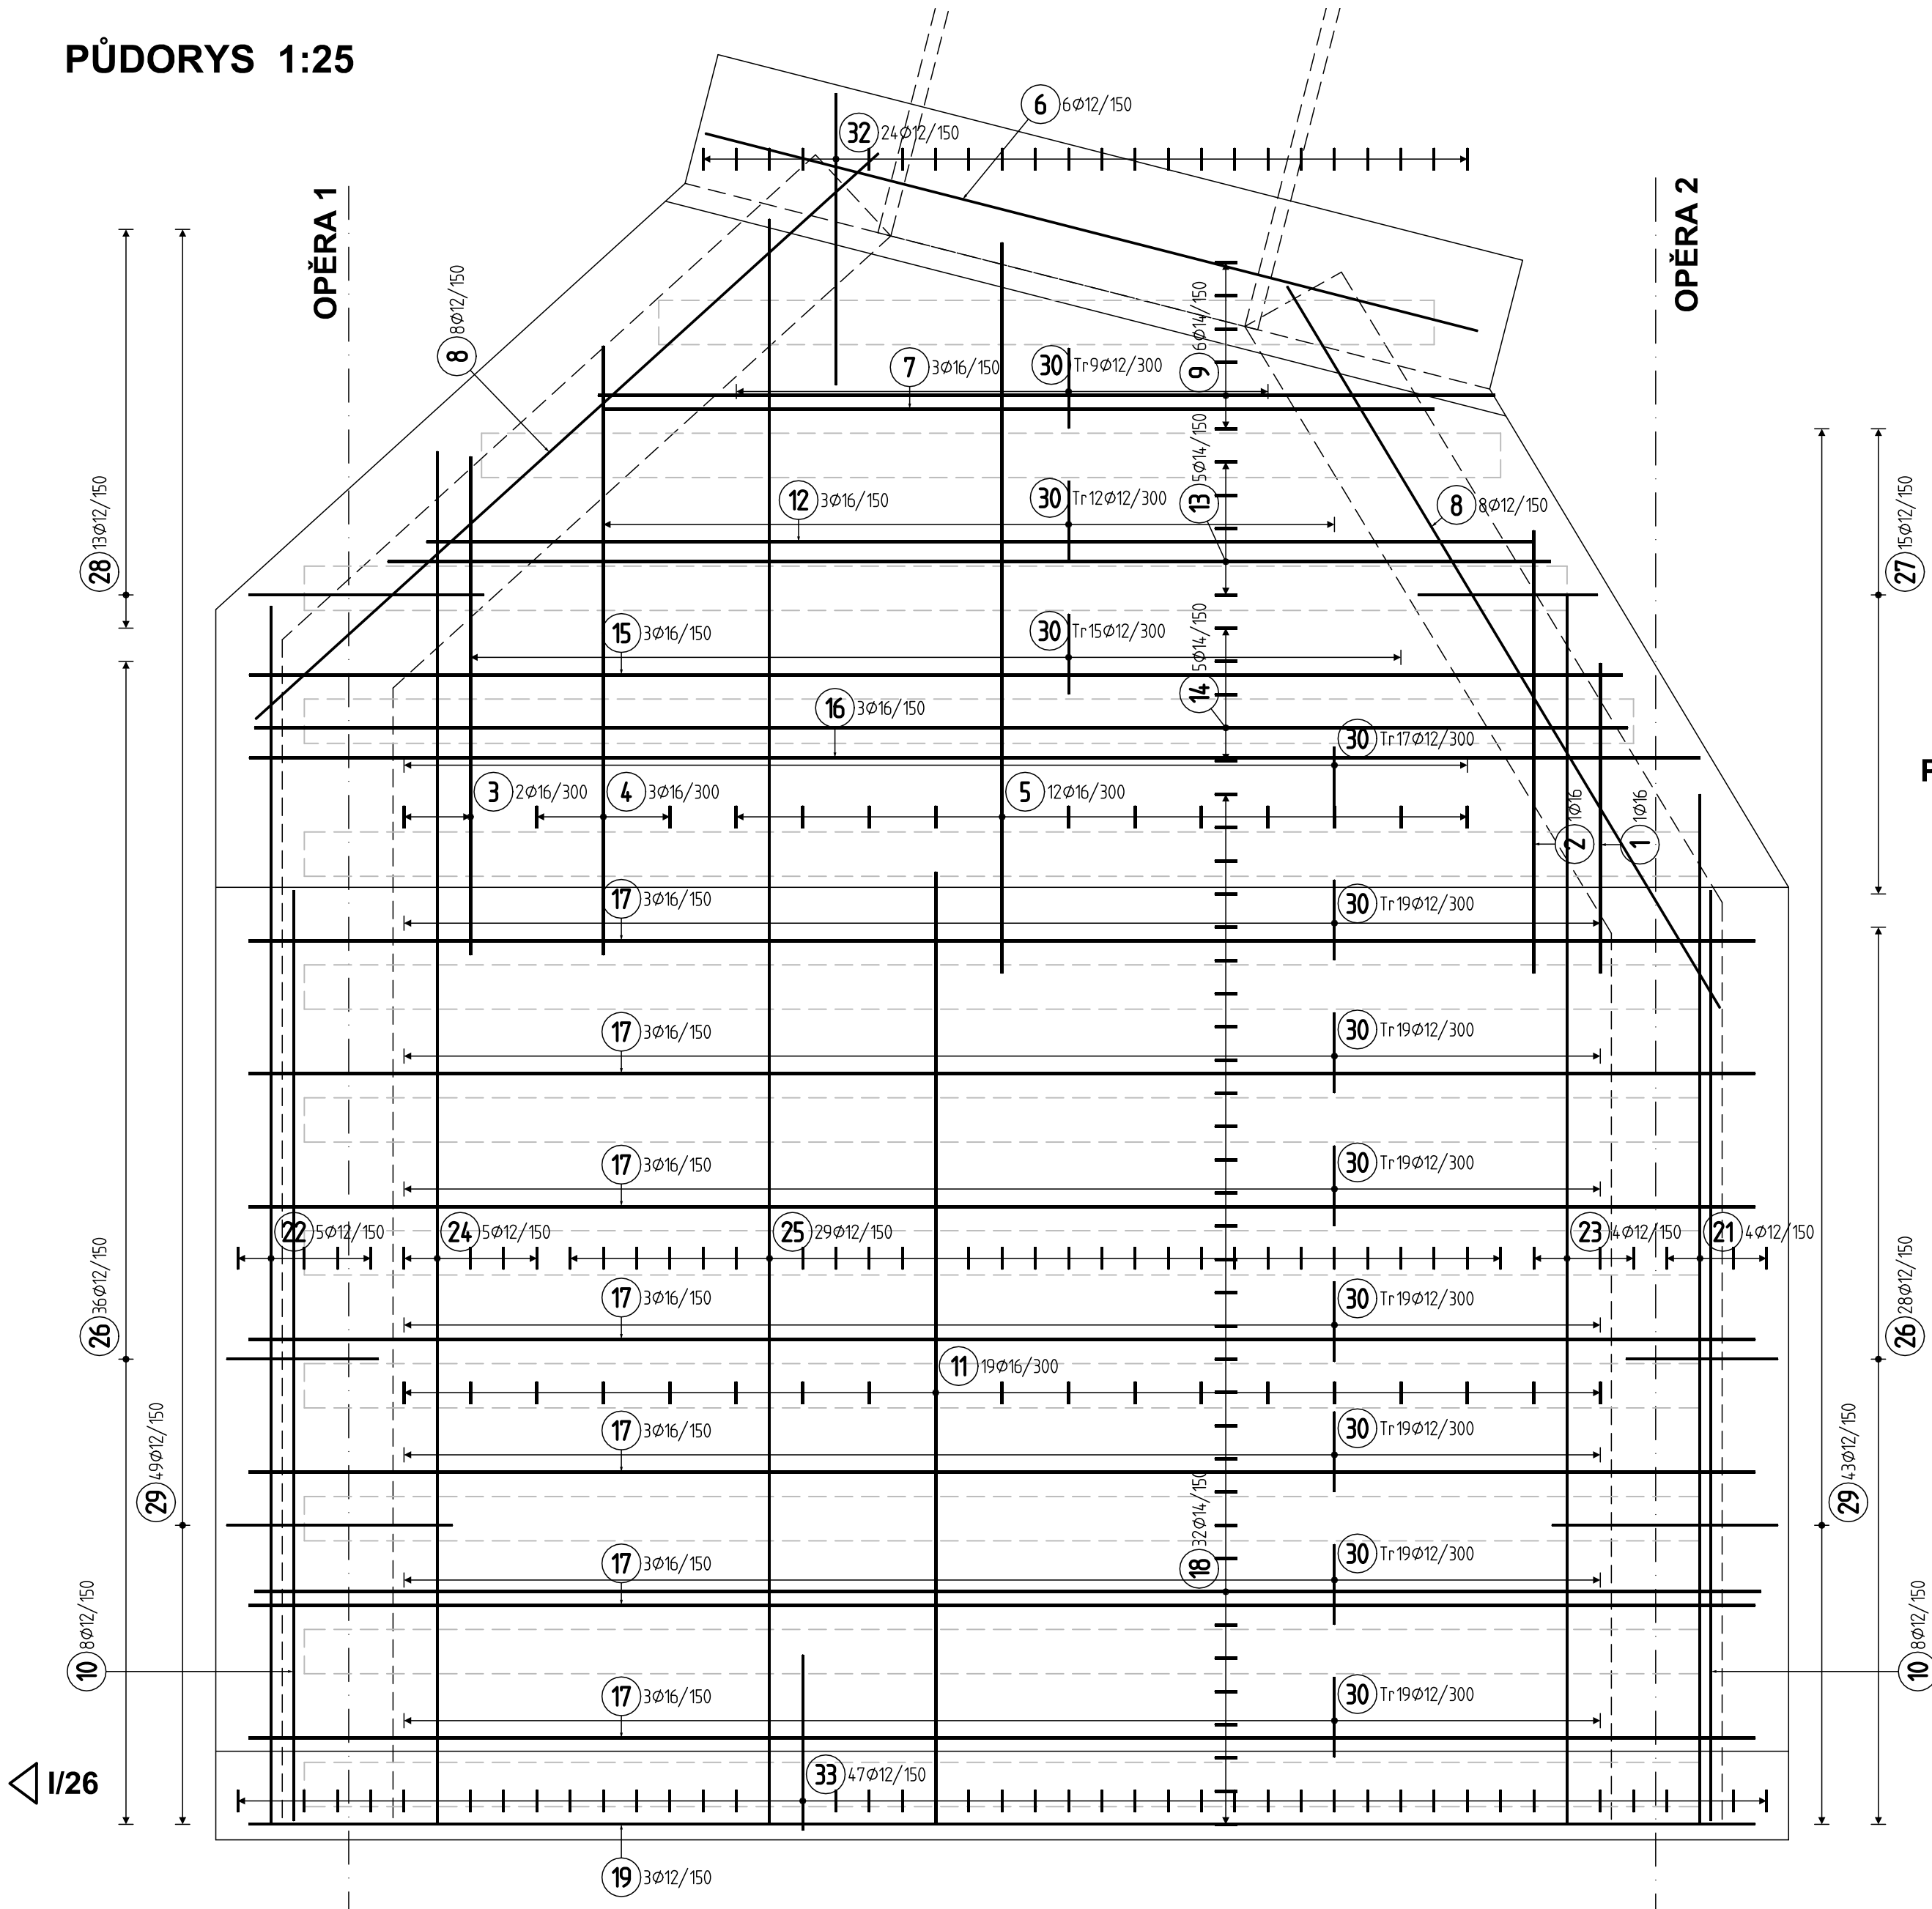 PŮDORYS 1:25
OPĚRA 1
OPĚRA 2
6 6Ø12/150
32 24Ø12/150
8 8Ø12/150
7 3Ø16/150
30 Tr9Ø12/300
9 6Ø14/150
12 3Ø16/150
30 Tr12Ø12/300
13 5Ø14/150
8 8Ø12/150
28 13Ø12/150
27 15Ø12/150
15 3Ø16/150
30 Tr15Ø12/300
14 5Ø14/150
16 3Ø16/150
30 Tr17Ø12/300
3 2Ø16/300
4 3Ø16/300
5 12Ø16/300
2 1Ø16
1 1Ø16
17 3Ø16/150
30 Tr19Ø12/300
17 3Ø16/150
30 Tr19Ø12/300
17 3Ø16/150
30 Tr19Ø12/300
22 5Ø12/150
24 5Ø12/150
25 29Ø12/150
23 4Ø12/150
21 4Ø12/150
26 36Ø12/150
26 28Ø12/150
17 3Ø16/150
30 Tr19Ø12/300
11 19Ø16/300
17 3Ø16/150
30 Tr19Ø12/300
29 49Ø12/150
29 43Ø12/150
18 32Ø14/150
17 3Ø16/150
30 Tr19Ø12/300
10 8Ø12/150
10 8Ø12/150
17 3Ø16/150
30 Tr19Ø12/300
33 47Ø12/150
I/26
19 3Ø12/150